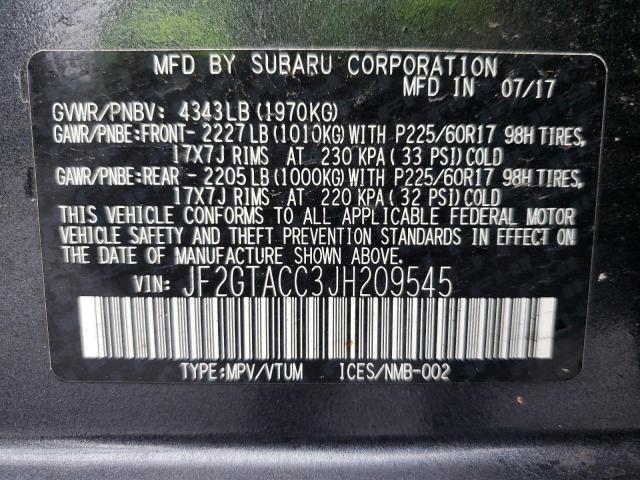 MFD BY SUBARU CORPORATION
MFD IN 07/17
GVWR/PNBV: 4343LB (1970KG)
GAWR/PNBE:FRONT- 2227LB (1010KG) WITH P225/60R17 98H TIRES,
17X7J RIMS AT 230 KPA (33 PSI) COLD
GAWR/PNBE:REAR - 2205LB (1000KG) WITH P225/60R17 98H TIRES,
17X7J RIMS AT 220 KPA (32 PSI) COLD
THIS VEHICLE CONFORMS TO ALL APPLICABLE FEDERAL MOTOR
VEHICLE SAFETY AND THEFT PREVENTION STANDARDS IN EFFECT ON
THE DATE OF MANUFACTURE SHOWN ABOVE.
VIN: JF2GTACC3JH209545
TYPE:MPV/VTUM ICES/NMB-002